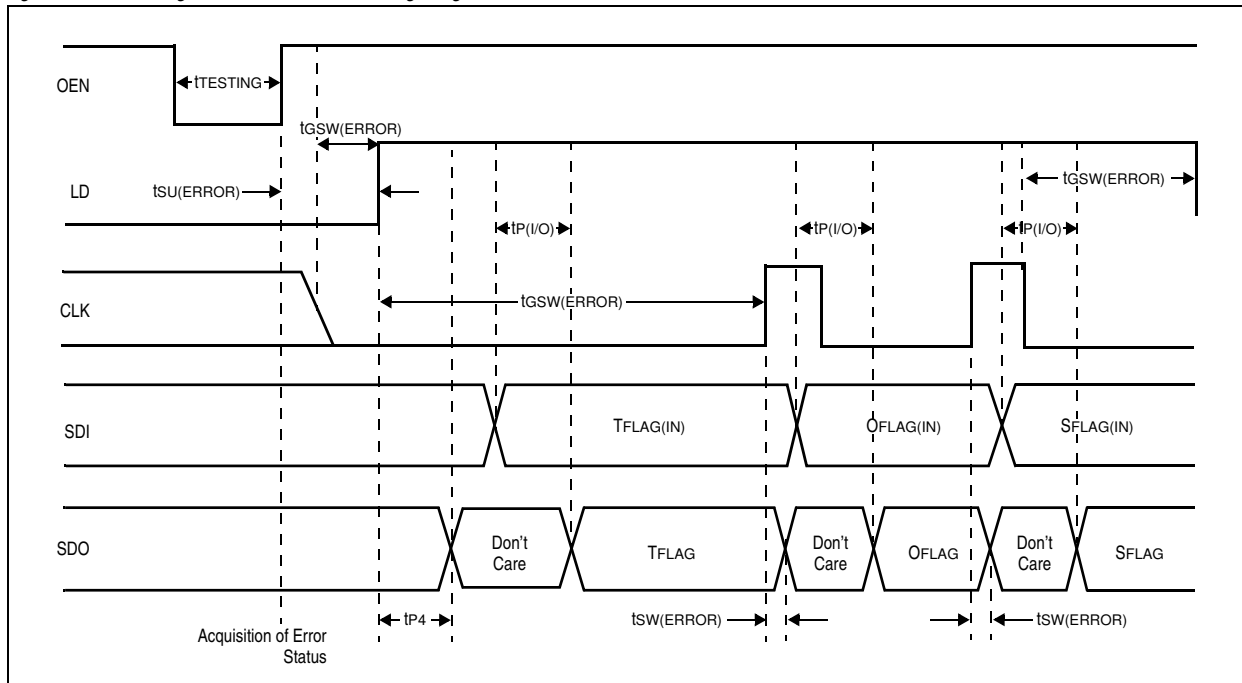 OEN
tTESTING
tGSW(ERROR)
LD
tSU(ERROR)
tGSW(ERROR)
tP(I/O)
tP(I/O)
tP(I/O)
CLK
tGSW(ERROR)
SDI
TFLAG(IN)
OFLAG(IN)
SFLAG(IN)
SDO
Don't
Care
TFLAG
Don't
Care
OFLAG
Don't
Care
SFLAG
tP4
tSW(ERROR)
tSW(ERROR)
Acquisition of Error
Status